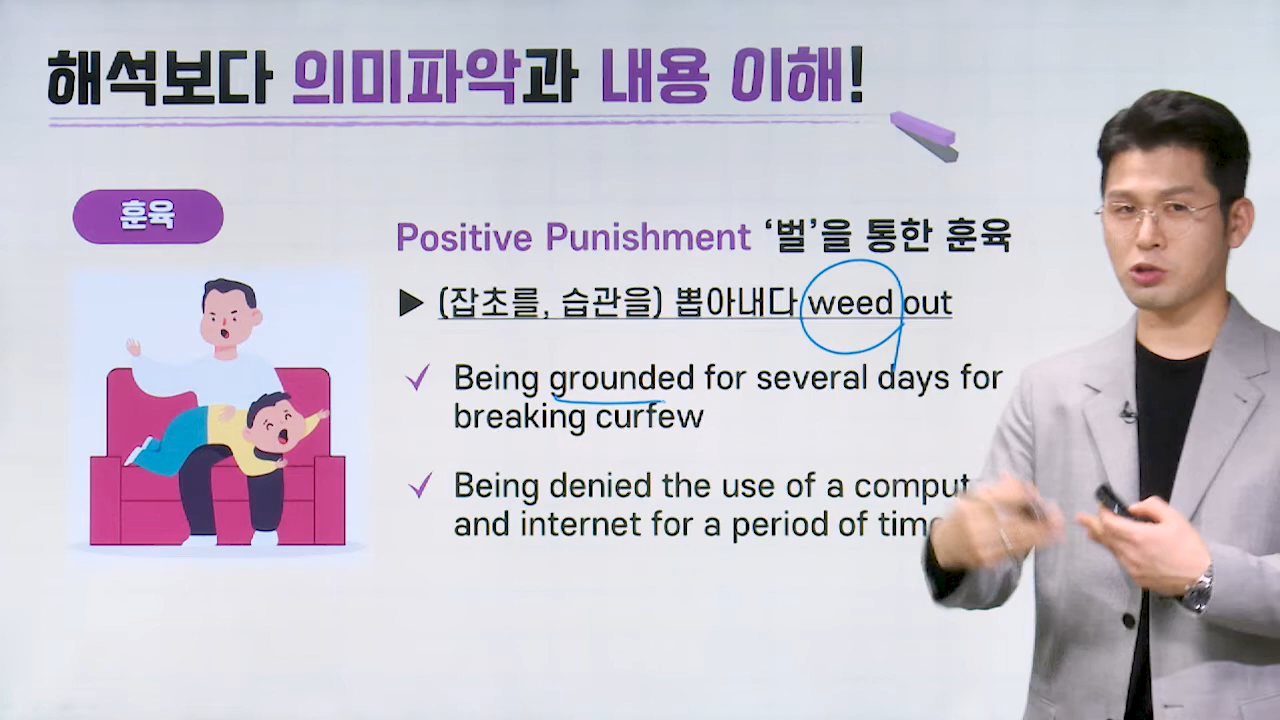 해석보다 의미파악과 내용 이해!
훈육
Positive Punishment ‘벌’을 통한 훈육
▶ (잡초를, 습관을) 뽑아내다 weed out
✓ Being grounded for several days for
breaking curfew
✓ Being denied the use of a comput
and internet for a period of time